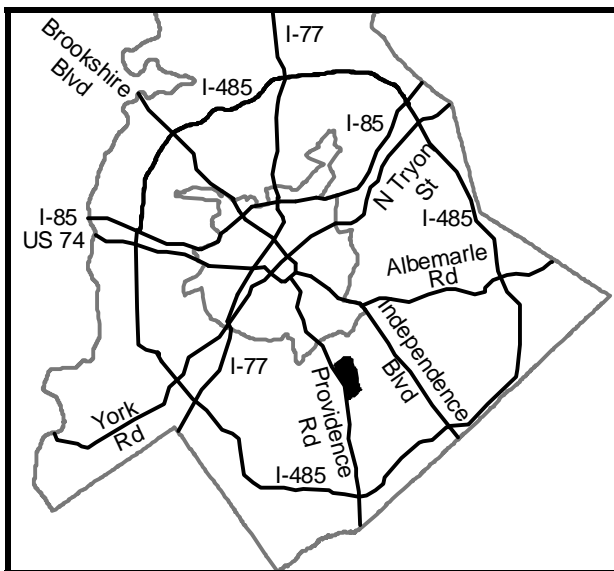 I-77
Brookshire
Blvd
I-485
I-85
N Tryon
St
I-85
US 74
I-485
Albemarle
Rd
Independence
Blvd
I-77
Providence
Rd
York
Rd
I-485